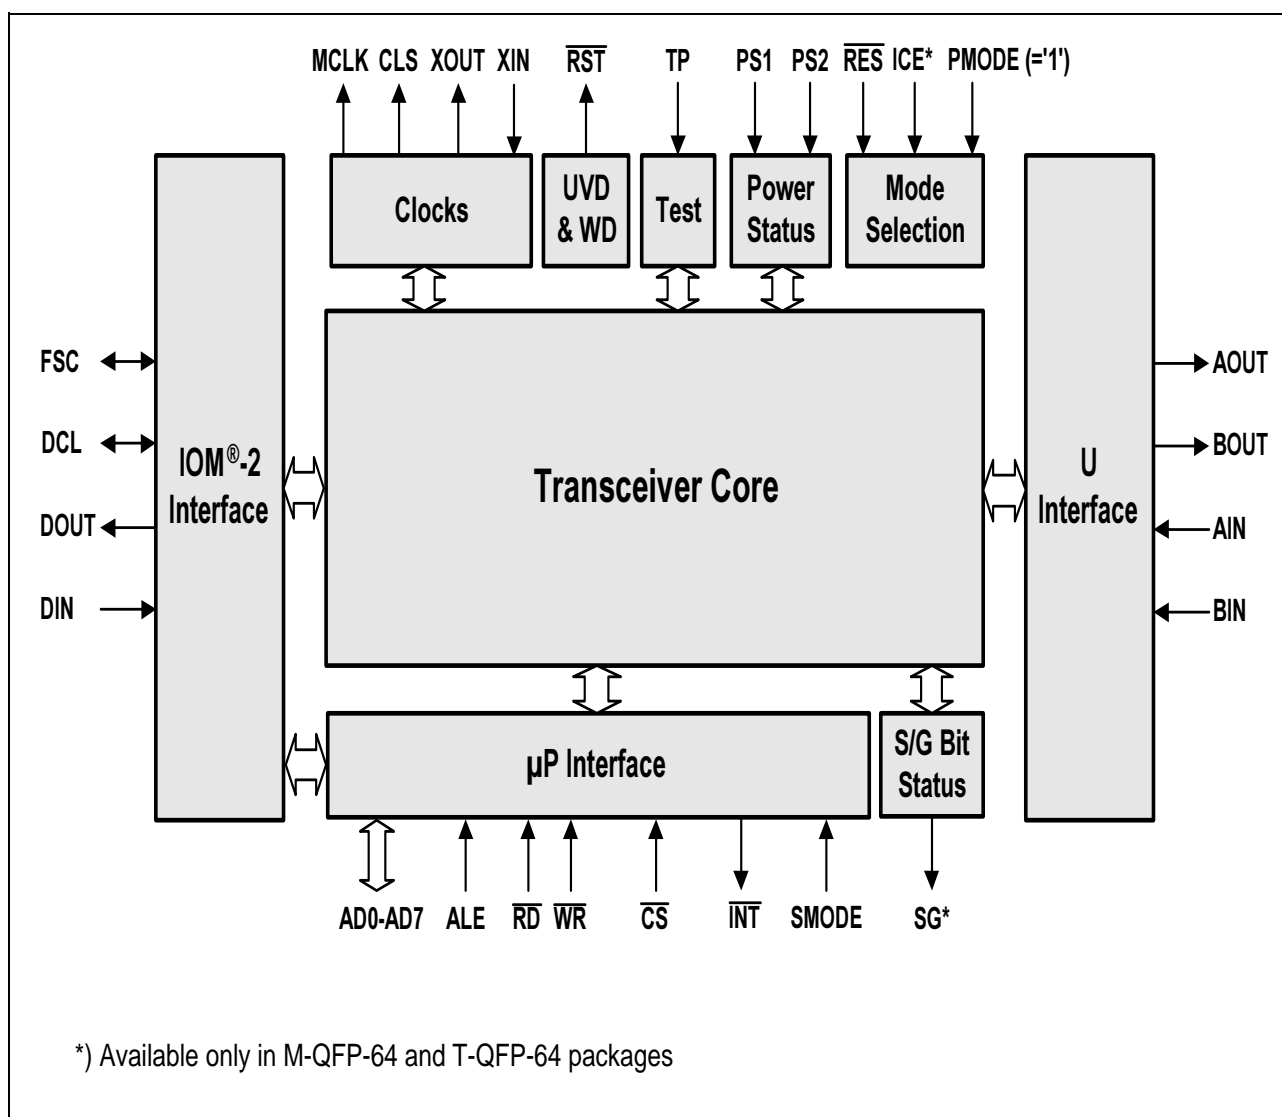 MCLK CLS XOUT XIN RST TP PS1 PS2 RES ICE* PMODE (='1')
Clocks
UVD
& WD
Test
Power
Status
Mode
Selection
FSC
DCL
DOUT
DIN
IOM®-2
Interface
Transceiver Core
U
Interface
AOUT
BOUT
AIN
BIN
µP Interface
S/G Bit
Status
AD0-AD7 ALE RD WR CS INT SMODE SG*
*) Available only in M-QFP-64 and T-QFP-64 packages